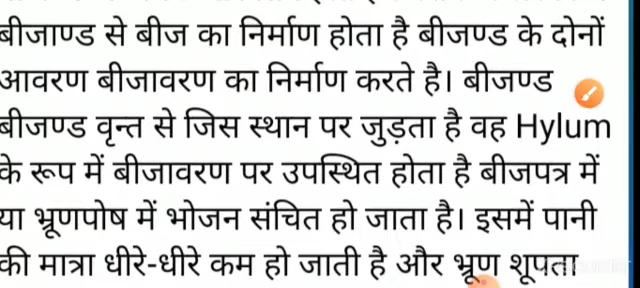 बीजाण्ड से बीज का निर्माण होता है बीजण्ड के दोनों
आवरण बीजावरण का निर्माण करते है। बीजण्ड
बीजण्ड वृन्त से जिस स्थान पर जुड़ता है वह Hylum
के रूप में बीजावरण पर उपस्थित होता है बीजपत्र में
या भ्रूणपोष में भोजन संचित हो जाता है। इसमें पानी
की मात्रा धीरे-धीरे कम हो जाती है और भ्रूण शूपता